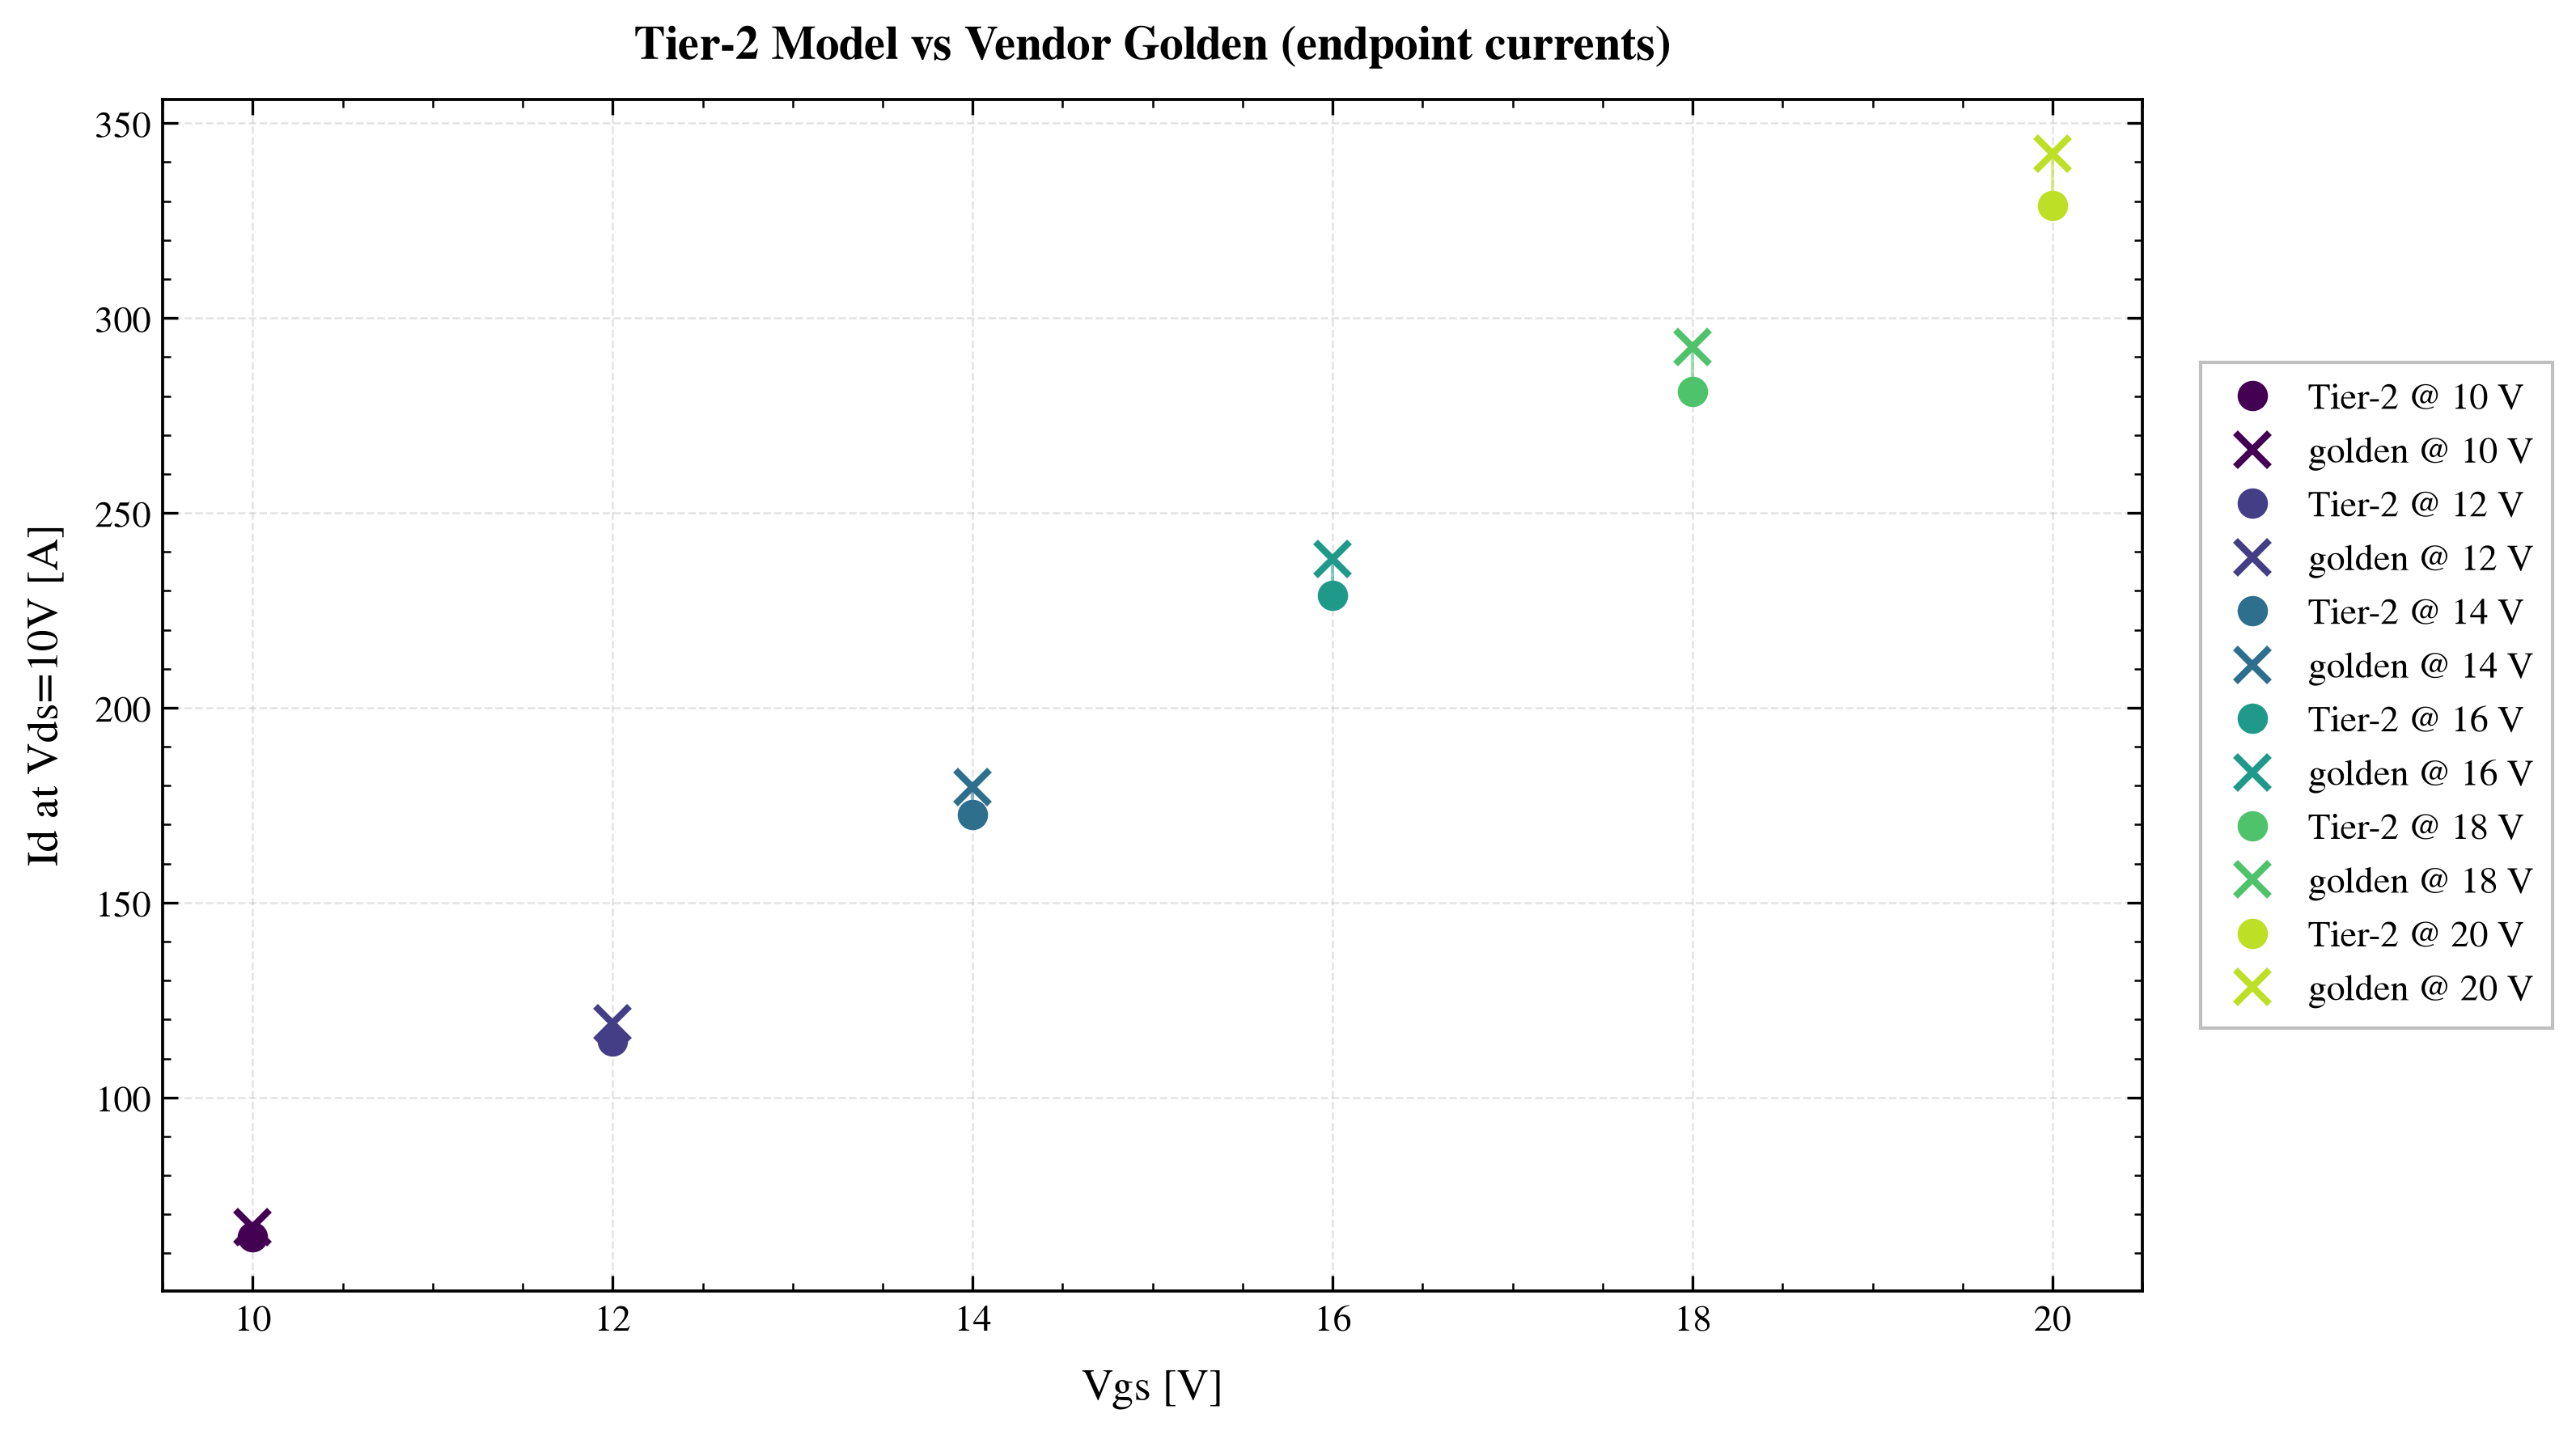 Tier-2 Model vs Vendor Golden (endpoint currents)
350
300
250
200
150
100
Id at Vds=10V [A]
10
12
14
16
18
20
Vgs [V]
Tier-2 @ 10 V
golden @ 10 V
Tier-2 @ 12 V
golden @ 12 V
Tier-2 @ 14 V
golden @ 14 V
Tier-2 @ 16 V
golden @ 16 V
Tier-2 @ 18 V
golden @ 18 V
Tier-2 @ 20 V
golden @ 20 V